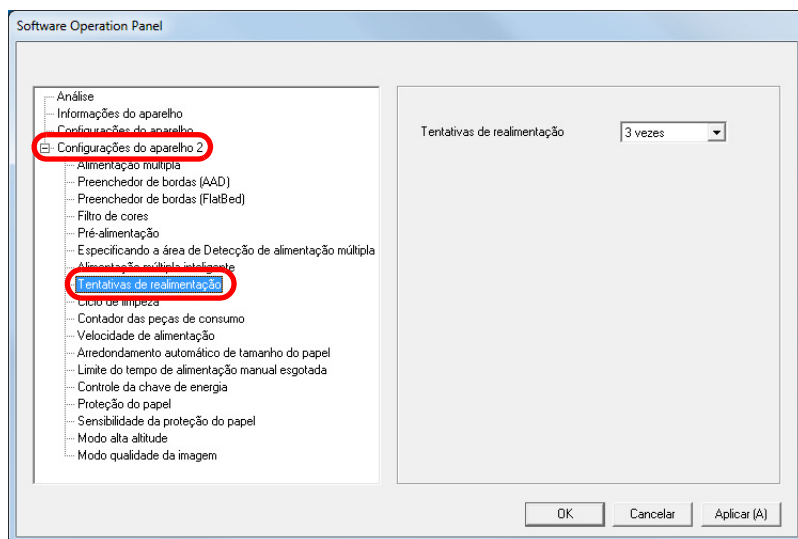 Software Operation Panel
Análise
Informações do aparelho
Configurações do aparelho
Configurações do aparelho 2
Alimentação múltipla
Preenchedor de bordas (AAD)
Preenchedor de bordas (FlatBed)
Filtro de cores
Pré-alimentação
Especificando a área de Detecção de alimentação múltipla
Alimentação múltipla inteligente
Tentativas de realimentação
Ciclo de limpeza
Contador das peças de consumo
Velocidade de alimentação
Arredondamento automático de tamanho do papel
Limite do tempo de alimentação manual esgotada
Controle da chave de energia
Proteção do papel
Sensibilidade da proteção do papel
Modo alta altitude
Modo qualidade da imagem
Tentativas de realimentação 3 vezes
OK Cancelar Aplicar (A)